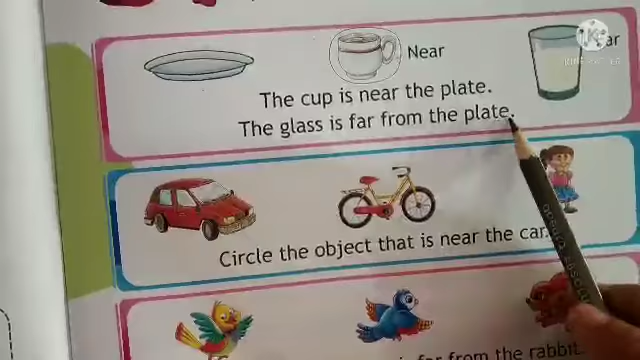 Near
The cup is near the plate.
The glass is far from the plate.
Circle the object that is near the car.
far from the rabbit.